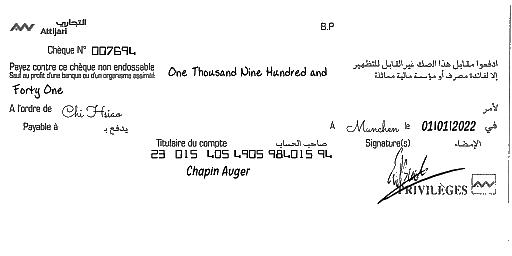 التجاري
Attijari
B.P
Chèque N° 007694
Payez contre ce chèque non endossable
Sauf au profit d'une banque ou d'un organisme assimilé
One Thousand Nine Hundred and
ادفعوا مقابل هذا الصك غير القابل للتظهير
إلا لفائدة مصرف أو مؤسسة مالية مماثلة
Forty One
A l'ordre de Chi Hsiao لأمر
Payable à يدفع بـ A Munchen le 01/01/2022 في
Titulaire du compte صاحب الحساب Signature(s) الإمضاء
23 015 405 4905 984015 94
Chapin Auger
PRIVILÈGES